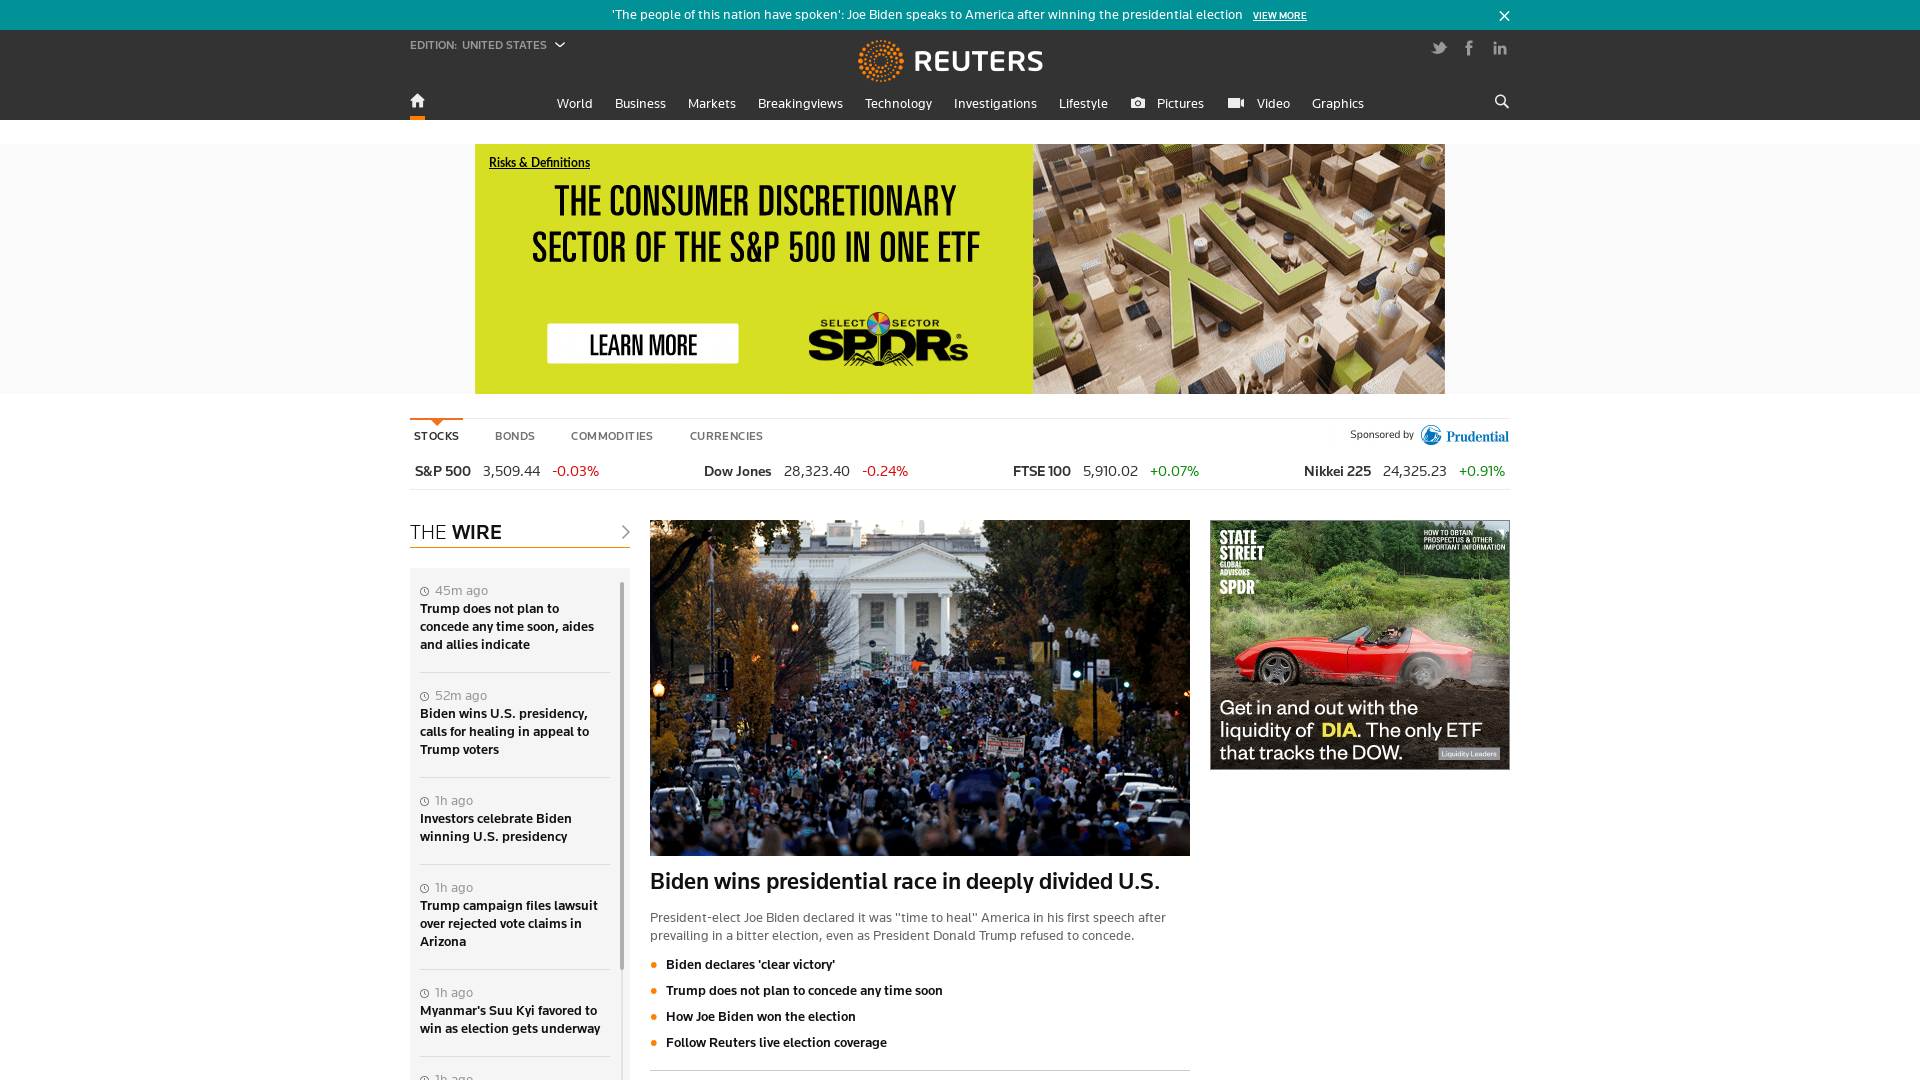 'The people of this nation have spoken': Joe Biden speaks to America after winning the presidential election VIEW MORE
EDITION: UNITED STATES
REUTERS
World Business Markets Breakingviews Technology Investigations Lifestyle Pictures Video Graphics
Risks & Definitions
THE CONSUMER DISCRETIONARY
SECTOR OF THE S&P 500 IN ONE ETF
LEARN MORE
SELECT SECTOR
SPDRs
XLY
STOCKS BONDS COMMODITIES CURRENCIES
Sponsored by Prudential
S&P 500 3,509.44 -0.03% Dow Jones 28,323.40 -0.24% FTSE 100 5,910.02 +0.07% Nikkei 225 24,325.23 +0.91%
THE WIRE
45m ago
Trump does not plan to
concede any time soon, aides
and allies indicate
52m ago
Biden wins U.S. presidency,
calls for healing in appeal to
Trump voters
1h ago
Investors celebrate Biden
winning U.S. presidency
1h ago
Trump campaign files lawsuit
over rejected vote claims in
Arizona
1h ago
Myanmar's Suu Kyi favored to
win as election gets underway
1h ago
Biden wins presidential race in deeply divided U.S.
President-elect Joe Biden declared it was "time to heal" America in his first speech after
prevailing in a bitter election, even as President Donald Trump refused to concede.
Biden declares 'clear victory'
Trump does not plan to concede any time soon
How Joe Biden won the election
Follow Reuters live election coverage
STATE
STREET
GLOBAL
ADVISORS
SPDR
HOW TO OBTAIN
PROSPECTUS & OTHER
IMPORTANT INFORMATION
Get in and out with the
liquidity of DIA. The only ETF
that tracks the DOW.
Liquidity Leaders